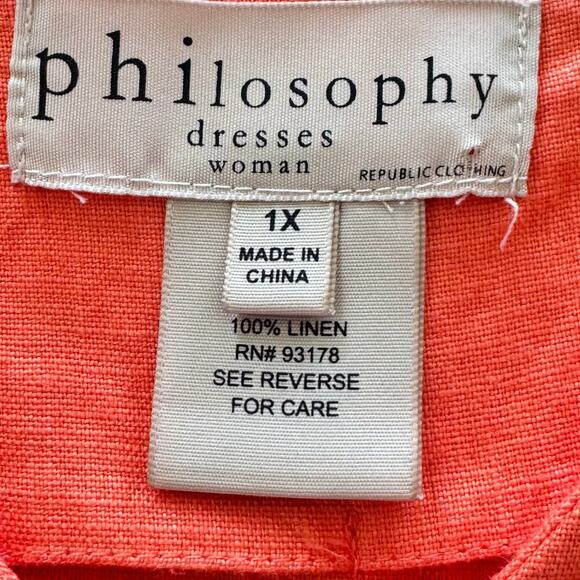 philosophy
dresses
woman
REPUBLIC CLOTHING
1X
MADE IN
CHINA
100% LINEN
RN# 93178
SEE REVERSE
FOR CARE